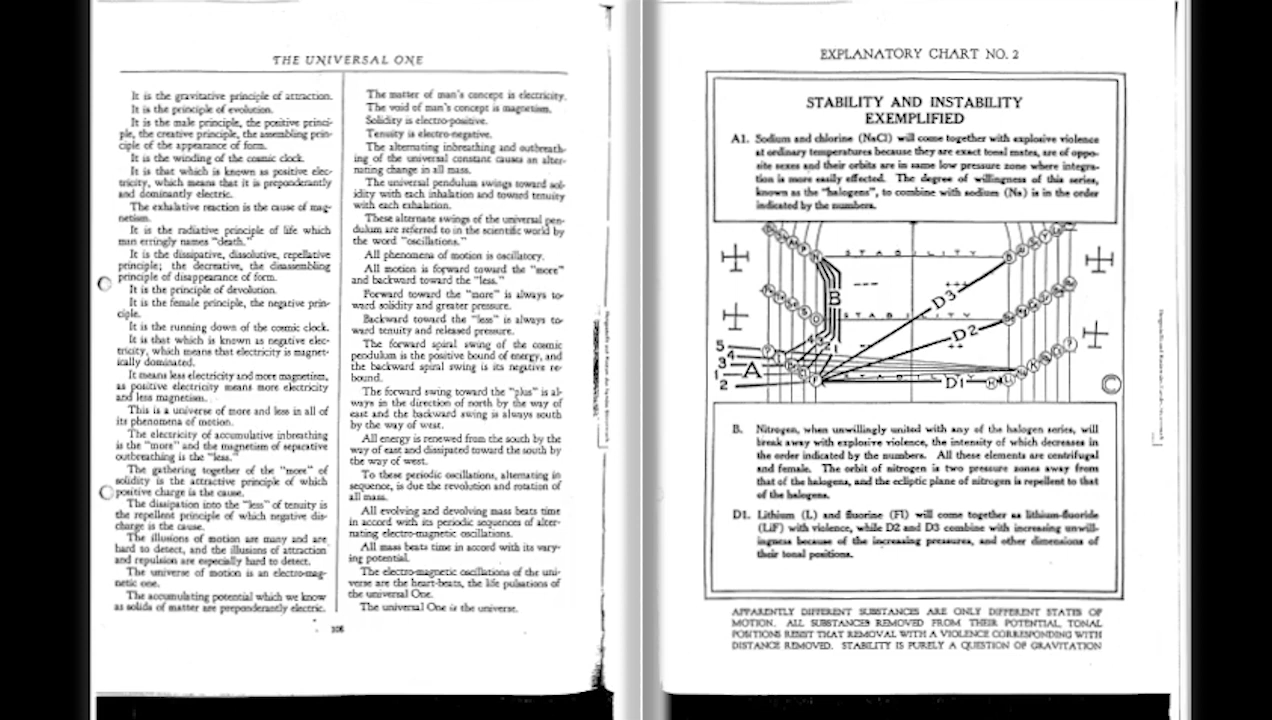 THE UNIVERSAL ONE
It is the gravitative principle of attraction.
It is the principle of evolution.
It is the male principle, the positive princi-
ple, the creative principle, the assembling prin-
ciple of the appearance of form.
It is the winding of the cosmic clock.
It is that which is known as positive elec-
tricity, which means that it is preponderantly
and dominantly electric.
The exhalative reaction is the cause of mag-
netism.
It is the radiative principle of life which
man erringly names "death."
It is the dissipative, dissolutive, repellative
principle; the decreative, the disassembling
principle of disappearance of form.
It is the principle of devolution.
It is the female principle, the negative prin-
ciple.
It is the running down of the cosmic clock.
It is that which is known as negative elec-
tricity, which means that electricity is magnet-
ically dominated.
It means less electricity and more magnetism,
as positive electricity means more electricity
and less magnetism.
This is a universe of more and less in all of
its phenomena of motion.
The electricity of accumulative inbreathing
is the "more" and the magnetism of separative
outbreathing is the "less."
The gathering together of the "more" of
solidity is the attractive principle of which
positive charge is the cause.
The dissipation into the "less" of tenuity is
the repellent principle of which negative dis-
charge is the cause.
The illusions of motion are many and are
hard to detect, and the illusions of attraction
and repulsion are especially hard to detect.
The universe of motion is an electro-mag-
netic one.
The accumulating potential which we know
as solids of matter are preponderantly electric.
The matter of man's concept is electricity.
The void of man's concept is magnetism.
Solidity is electro-positive.
Tenuity is electro-negative.
The alternating inbreathing and outbreath-
ing of the universal constant causes an alter-
nating change in all mass.
The universal pendulum swings toward sol-
idity with each inhalation and toward tenuity
with each exhalation.
These alternate swings of the universal pen-
dulum are referred to in the scientific world by
the word "oscillations."
All phenomena of motion is oscillatory.
All motion is forward toward the "more"
and backward toward the "less."
Forward toward the "more" is always to-
ward solidity and greater pressure.
Backward toward the "less" is always to-
ward tenuity and released pressure.
The forward spiral swing of the cosmic
pendulum is the positive bound of energy, and
the backward spiral swing is its negative re-
bound.
The forward swing toward the "plus" is al-
ways in the direction of north by the way of
east and the backward swing is always south
by the way of west.
All energy is renewed from the south by the
way of east and dissipated toward the south by
the way of west.
To these periodic oscillations, alternating in
sequence, is due the revolution and rotation of
all mass.
All evolving and devolving mass beats time
in accord with its periodic sequences of alter-
nating electro-magnetic oscillations.
All mass beats time in accord with its vary-
ing potential.
The electro-magnetic oscillations of the uni-
verse are the heart-beats, the life pulsations of
the universal One.
The universal One is the universe.
EXPLANATORY CHART NO. 2
STABILITY AND INSTABILITY
EXEMPLIFIED
A1. Sodium and chlorine (NaCl) will come together with explosive violence
at ordinary temperatures because they are exact tonal mates, are of oppo-
site sexes and their orbits are in same low pressure zone where integra-
tion is more easily effected. The degree of willingness of this series,
known as the "halogens", to combine with sodium (Na) is in the order
indicated by the numbers.
STABILITY
B
D3
STABILITY
D2
5
4
3
1
2
A
STABILITY
D1
©
B. Nitrogen, when unwillingly united with any of the halogen series, will
break away with explosive violence, the intensity of which decreases in
the order indicated by the numbers. All these elements are centrifugal
and female. The orbit of nitrogen is two pressure zones away from
that of the halogens, and the ecliptic plane of nitrogen is repellent to that
of the halogens.
D1. Lithium (L) and fluorine (Fl) will come together as lithium-fluoride
(LiF) with violence, while D2 and D3 combine with increasing unwill-
ingness because of the increasing pressures, and other dimensions of
their tonal positions.
APPARENTLY DIFFERENT SUBSTANCES ARE ONLY DIFFERENT STATES OF
MOTION. ALL SUBSTANCES REMOVED FROM THEIR POTENTIAL, TONAL
POSITIONS RESIST THAT REMOVAL WITH A VIOLENCE CORRESPONDING WITH
DISTANCE REMOVED. STABILITY IS PURELY A QUESTION OF GRAVITATION